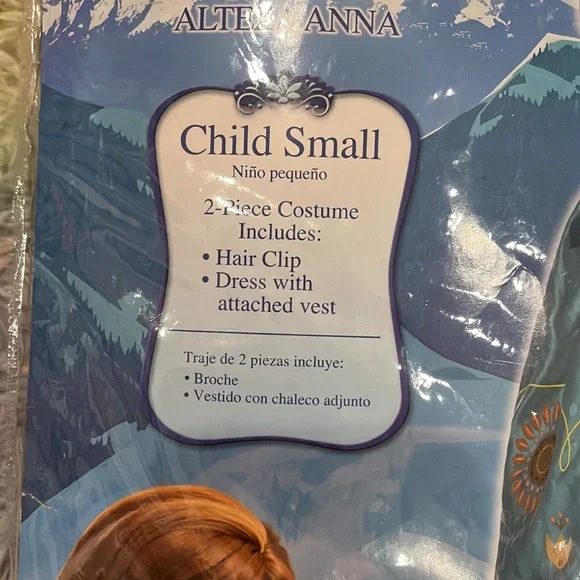 ANNA
Child Small
Niño pequeño
2-Piece Costume
Includes:
• Hair Clip
• Dress with
attached vest
Traje de 2 piezas incluye:
• Broche
• Vestido con chaleco adjunto